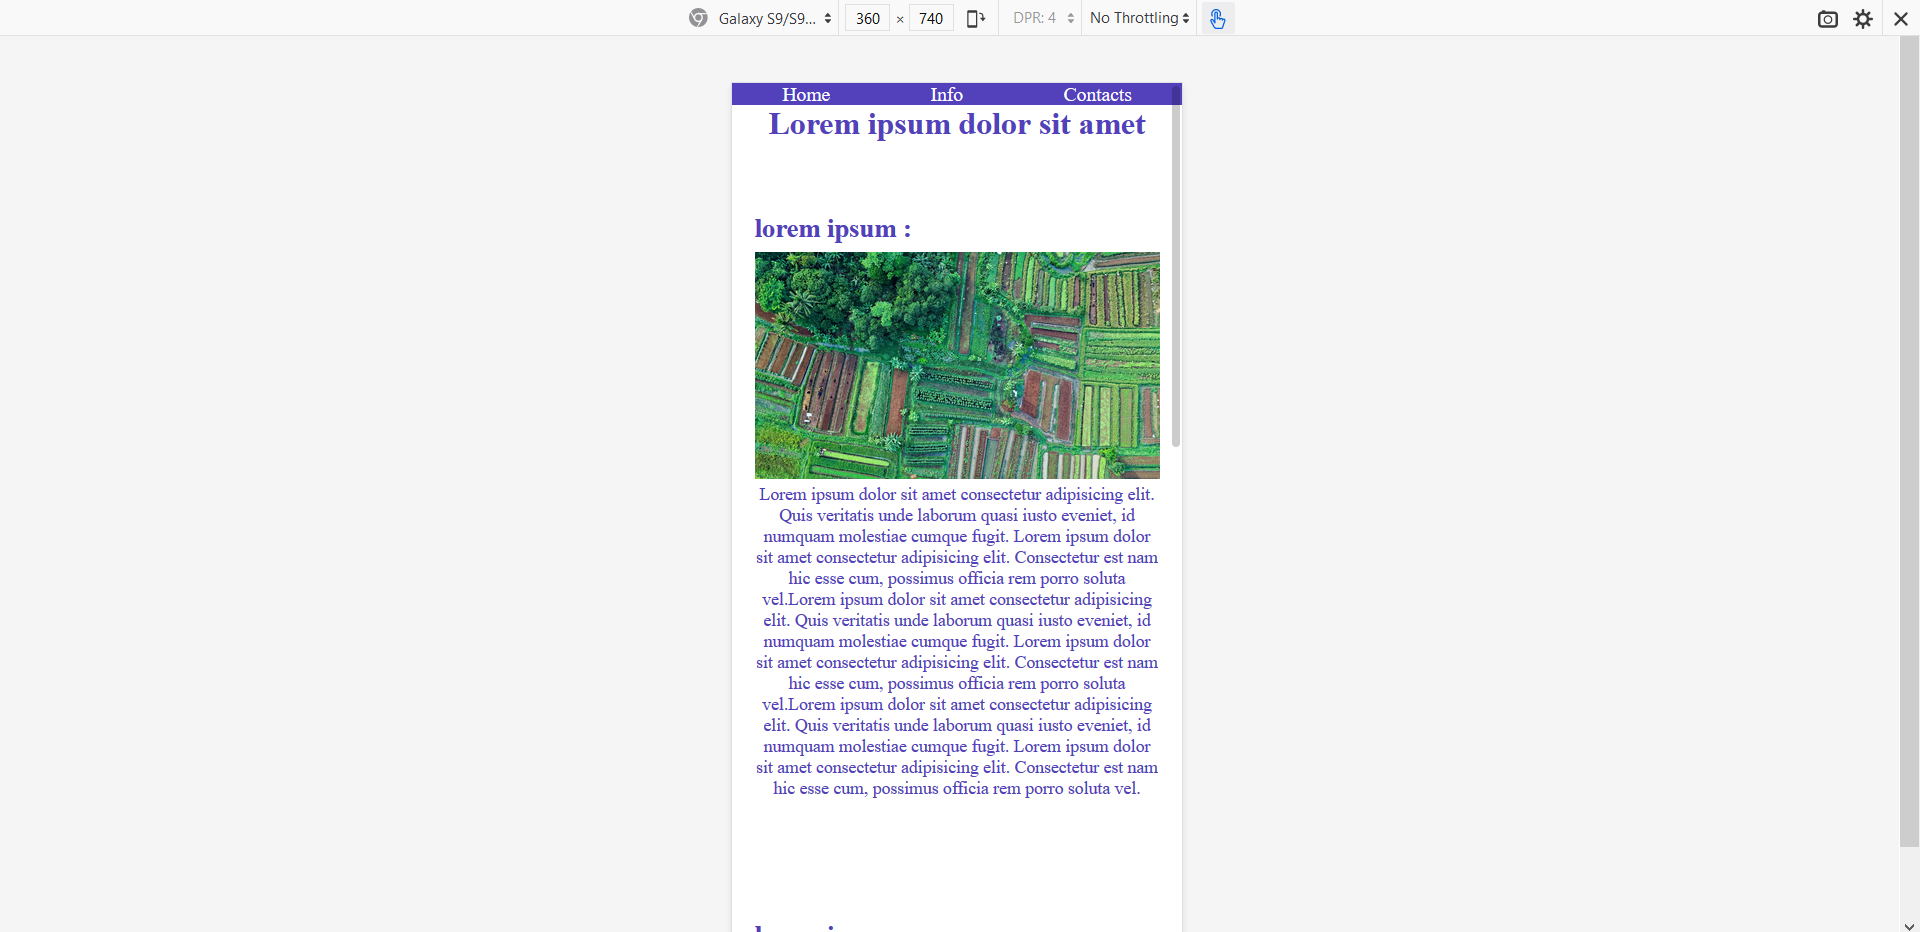 Galaxy S9/S9... 360 × 740 DPR: 4 No Throttling
Home Info Contacts
Lorem ipsum dolor sit amet
lorem ipsum :
Lorem ipsum dolor sit amet consectetur adipisicing elit.
Quis veritatis unde laborum quasi iusto eveniet, id
numquam molestiae cumque fugit. Lorem ipsum dolor
sit amet consectetur adipisicing elit. Consectetur est nam
hic esse cum, possimus officia rem porro soluta
vel.Lorem ipsum dolor sit amet consectetur adipisicing
elit. Quis veritatis unde laborum quasi iusto eveniet, id
numquam molestiae cumque fugit. Lorem ipsum dolor
sit amet consectetur adipisicing elit. Consectetur est nam
hic esse cum, possimus officia rem porro soluta
vel.Lorem ipsum dolor sit amet consectetur adipisicing
elit. Quis veritatis unde laborum quasi iusto eveniet, id
numquam molestiae cumque fugit. Lorem ipsum dolor
sit amet consectetur adipisicing elit. Consectetur est nam
hic esse cum, possimus officia rem porro soluta vel.